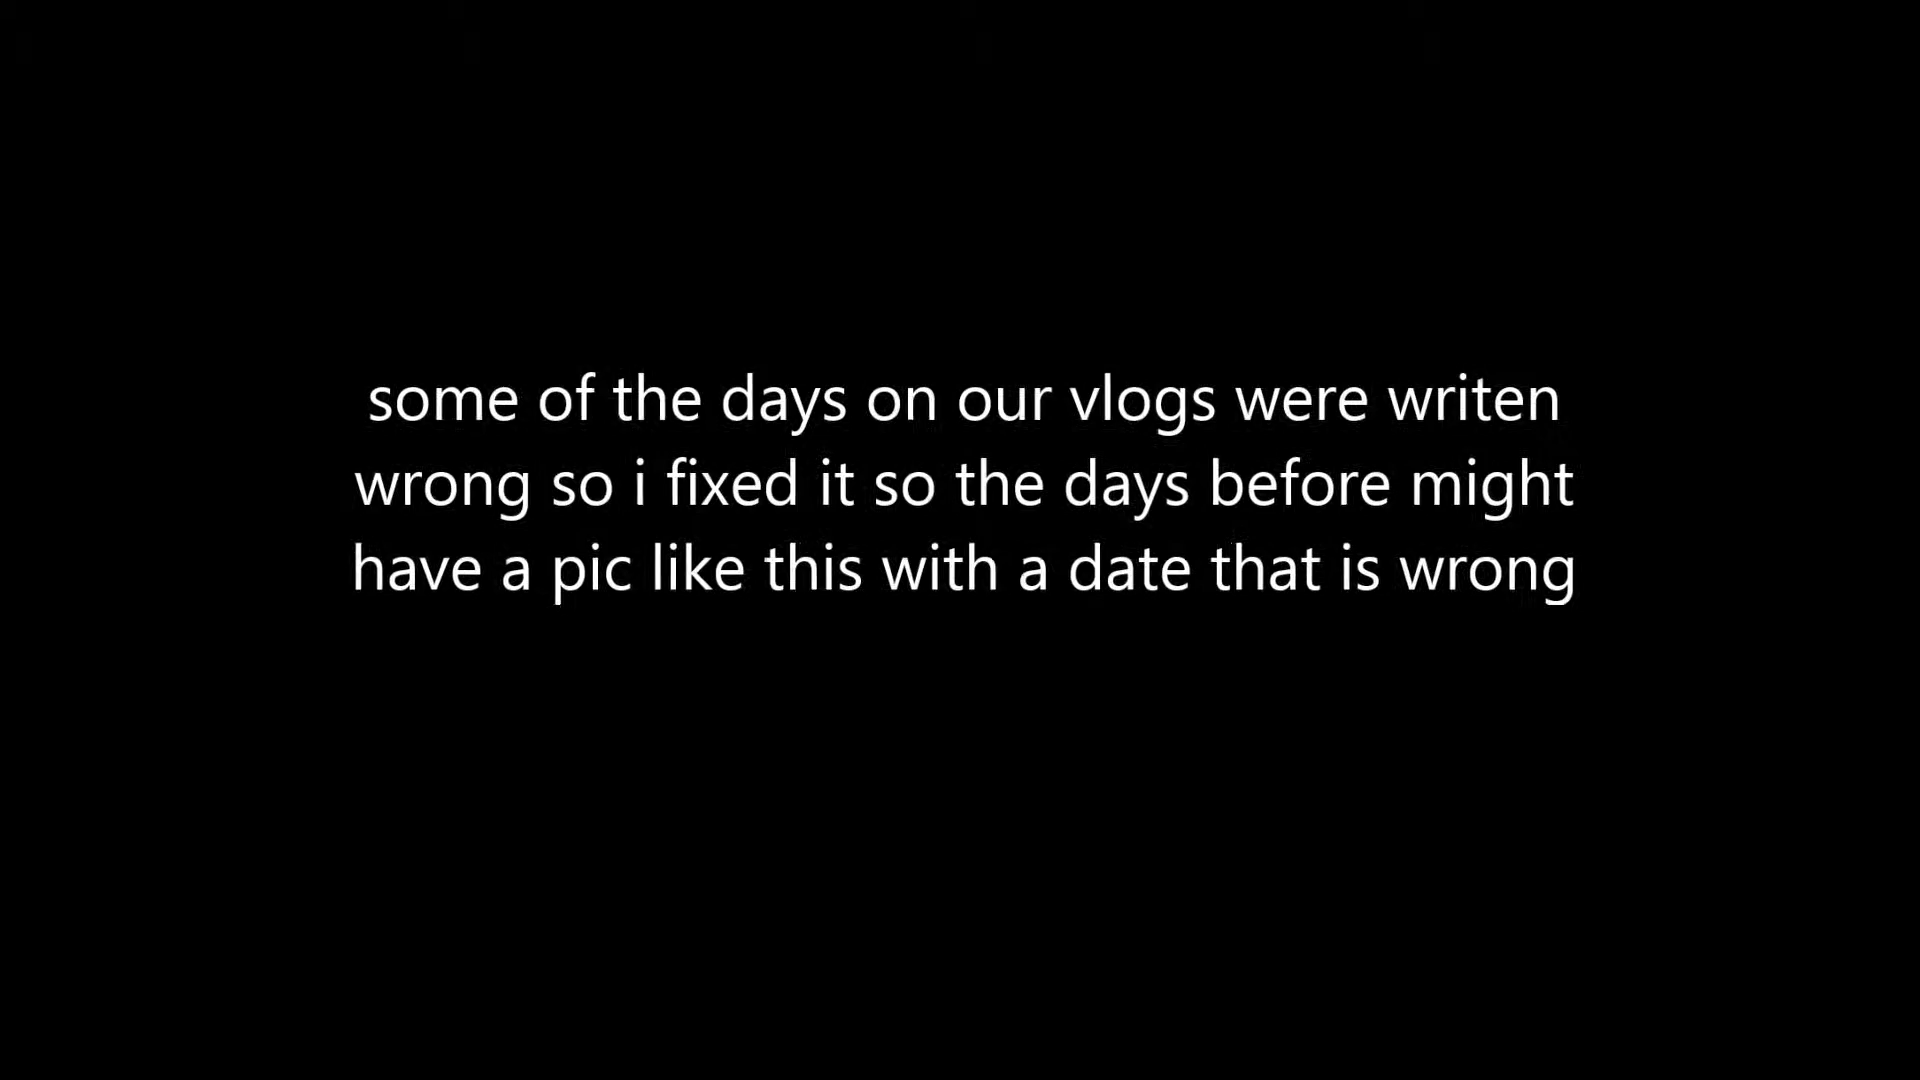 some of the days on our vlogs were writen
wrong so i fixed it so the days before might
have a pic like this with a date that is wrong